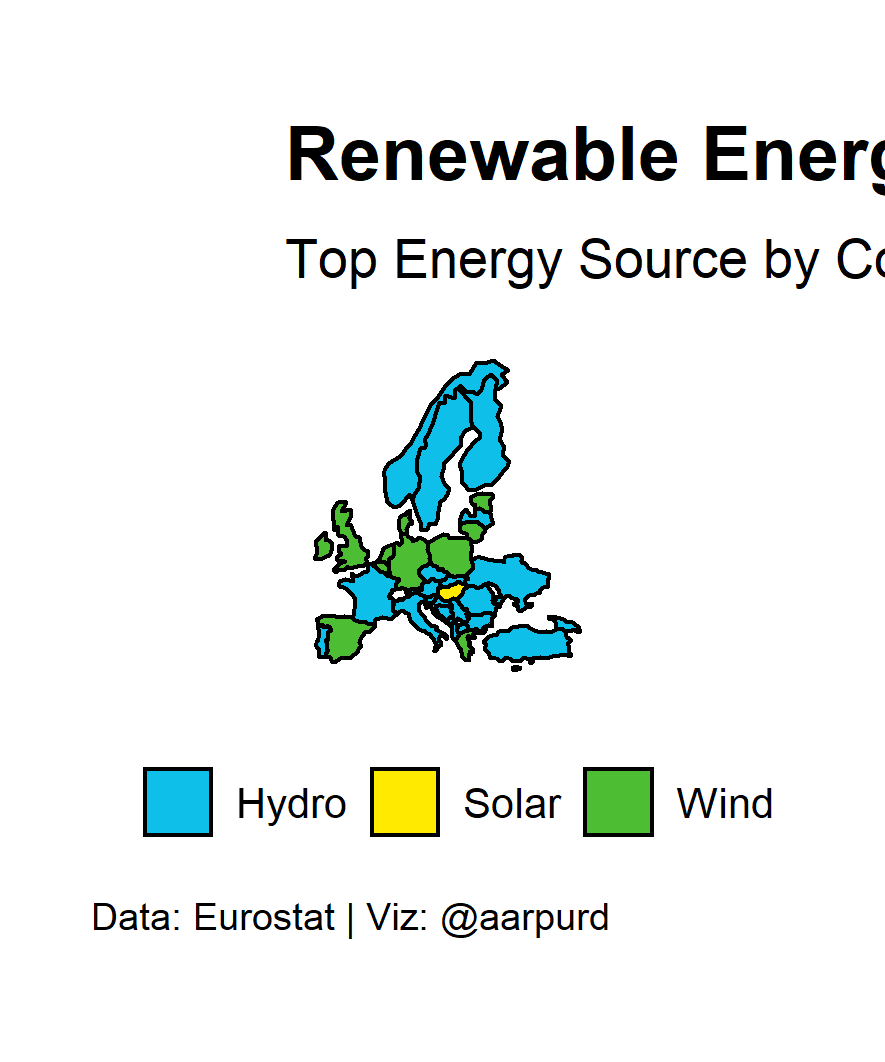 Renewable Energ
Top Energy Source by Co
Hydro Solar Wind
Data: Eurostat | Viz: @aarpurd